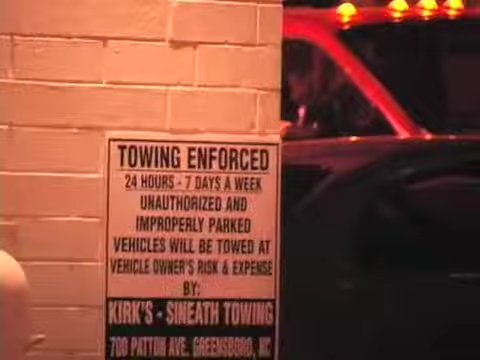 TOWING ENFORCED
24 HOURS - 7 DAYS A WEEK
UNAUTHORIZED AND
IMPROPERLY PARKED
VEHICLES WILL BE TOWED AT
VEHICLE OWNER'S RISK & EXPENSE
BY:
KIRK'S - SINEATH TOWING
700 PATTON AVE. GREENSBORO, NC